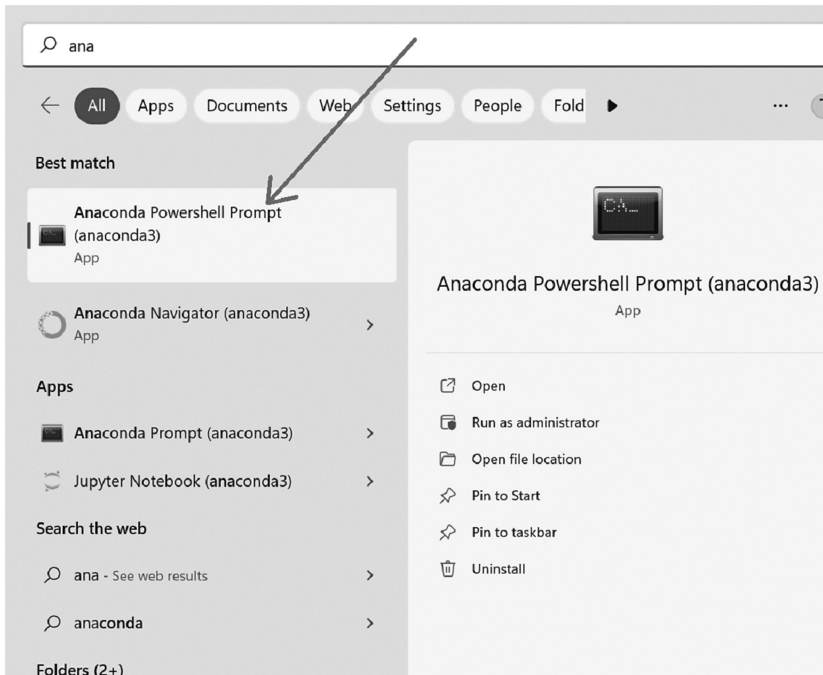 ana
All Apps Documents Web Settings People Fold ...
Best match
Anaconda Powershell Prompt
(anaconda3)
App
Anaconda Navigator (anaconda3)
App
Apps
Anaconda Prompt (anaconda3)
Jupyter Notebook (anaconda3)
Search the web
ana - See web results
anaconda
Folders (2+)
C:\_
Anaconda Powershell Prompt (anaconda3)
App
Open
Run as administrator
Open file location
Pin to Start
Pin to taskbar
Uninstall